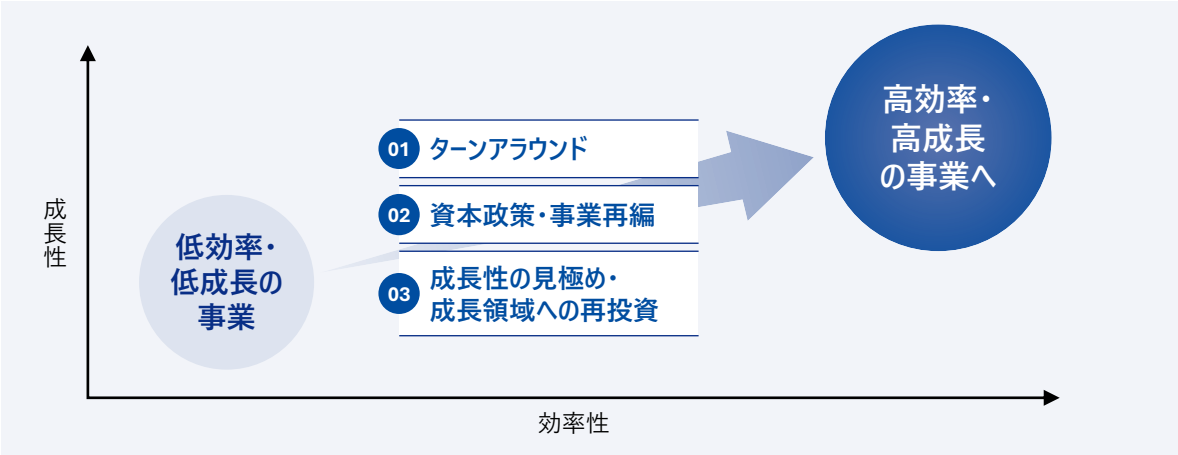 成長性
低効率・
低成長の
事業
01 ターンアラウンド
02 資本政策・事業再編
03 成長性の見極め・
成長領域への再投資
高効率・
高成長
の事業へ
効率性